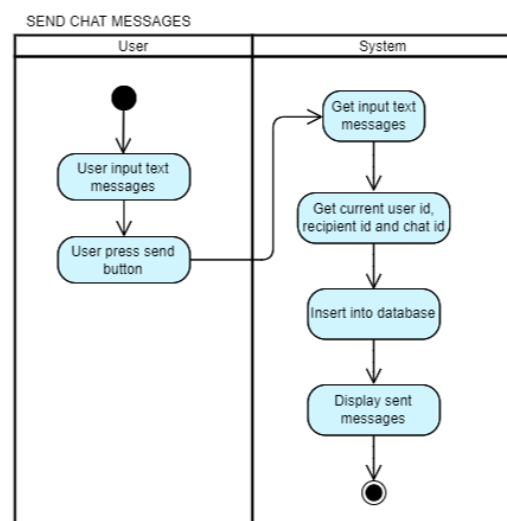 SEND CHAT MESSAGES
User
System
User input text
messages
User press send
button
Get input text
messages
Get current user id,
recipient id and chat id
Insert into database
Display sent
messages